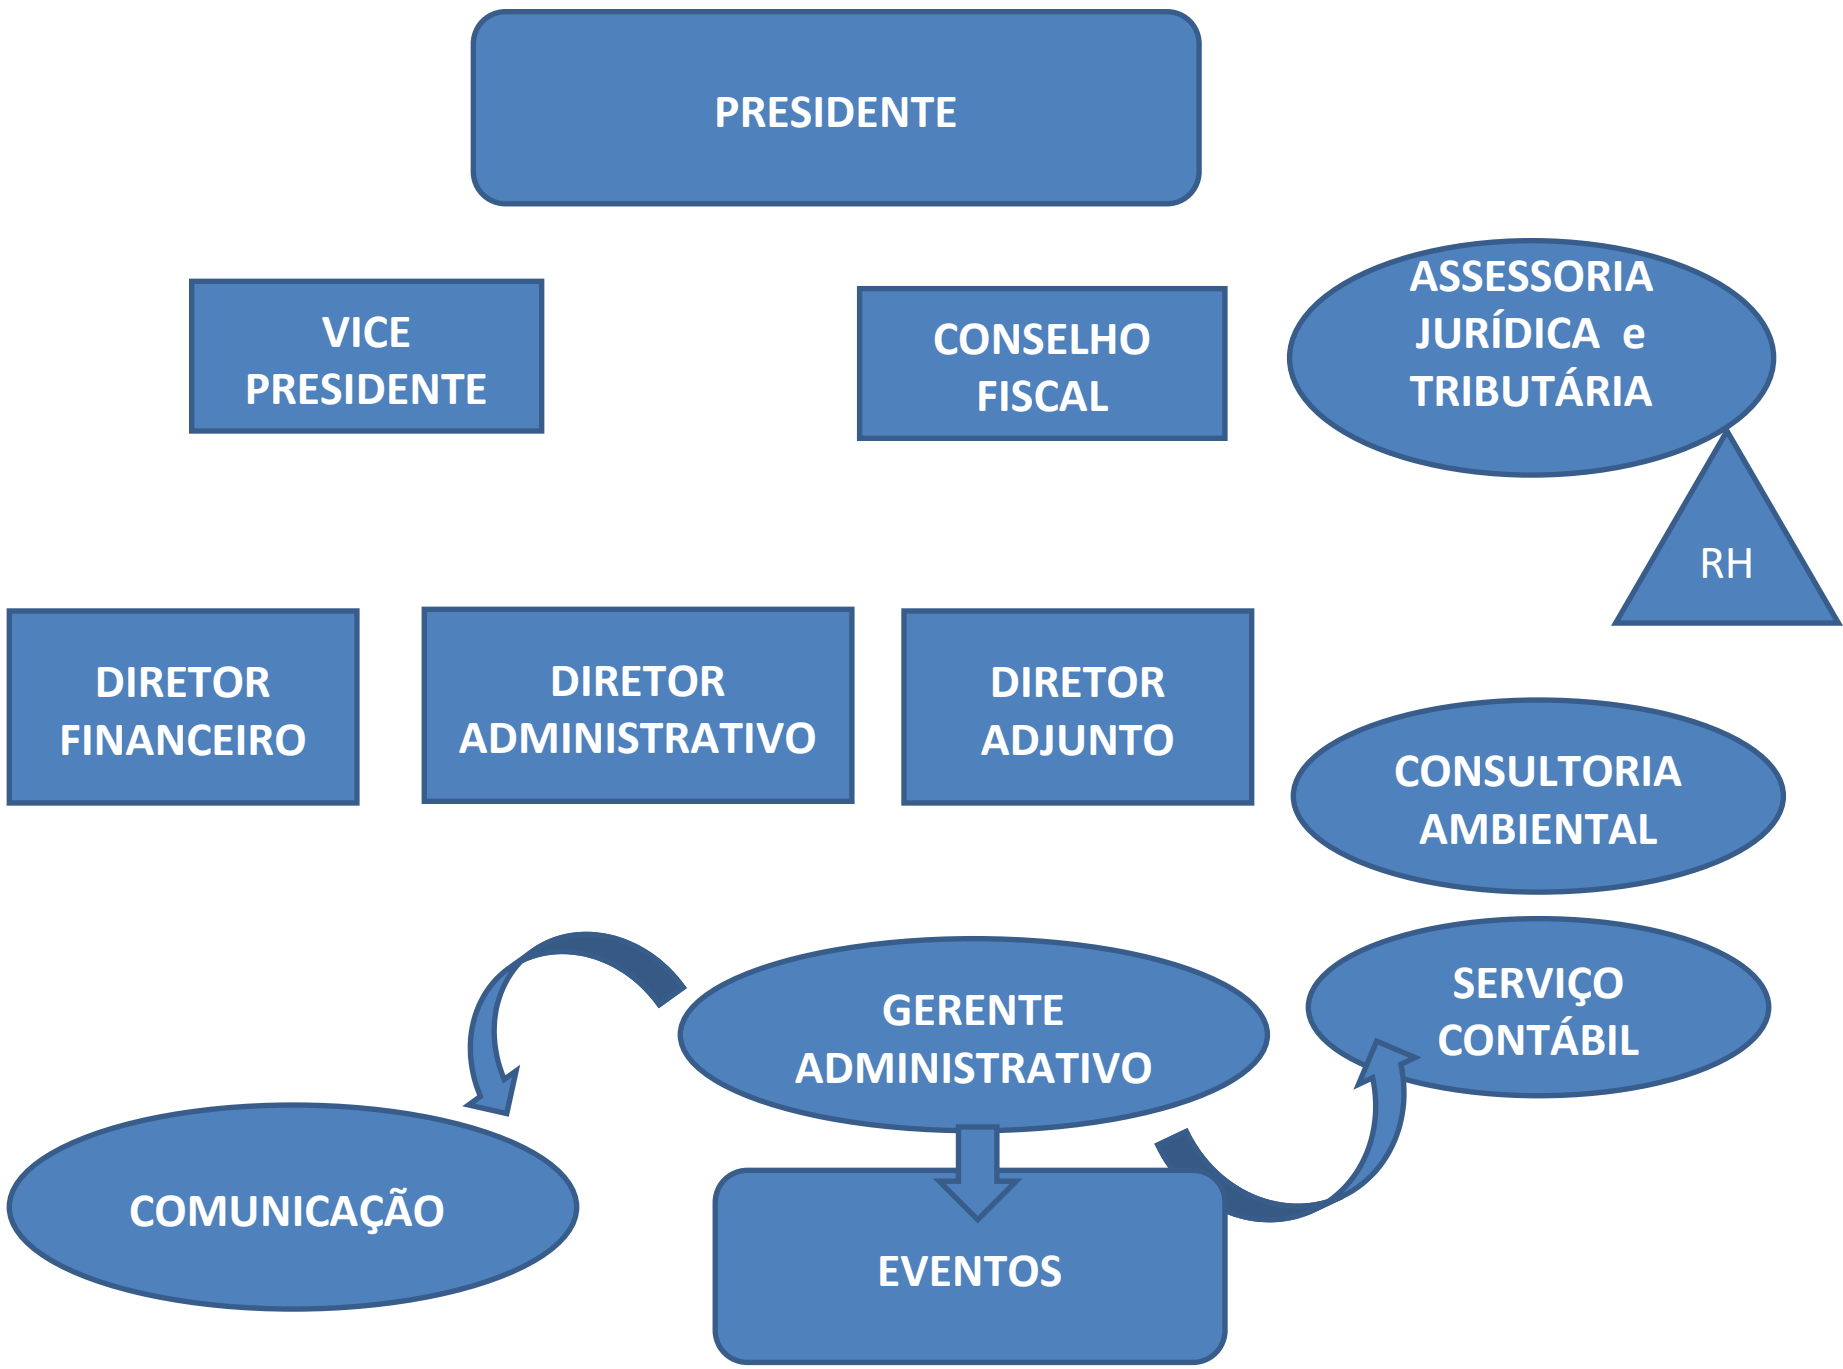 PRESIDENTE
VICE
PRESIDENTE
CONSELHO
FISCAL
ASSESSORIA
JURÍDICA e
TRIBUTÁRIA
RH
DIRETOR
FINANCEIRO
DIRETOR
ADMINISTRATIVO
DIRETOR
ADJUNTO
CONSULTORIA
AMBIENTAL
GERENTE
ADMINISTRATIVO
SERVIÇO
CONTÁBIL
COMUNICAÇÃO
EVENTOS